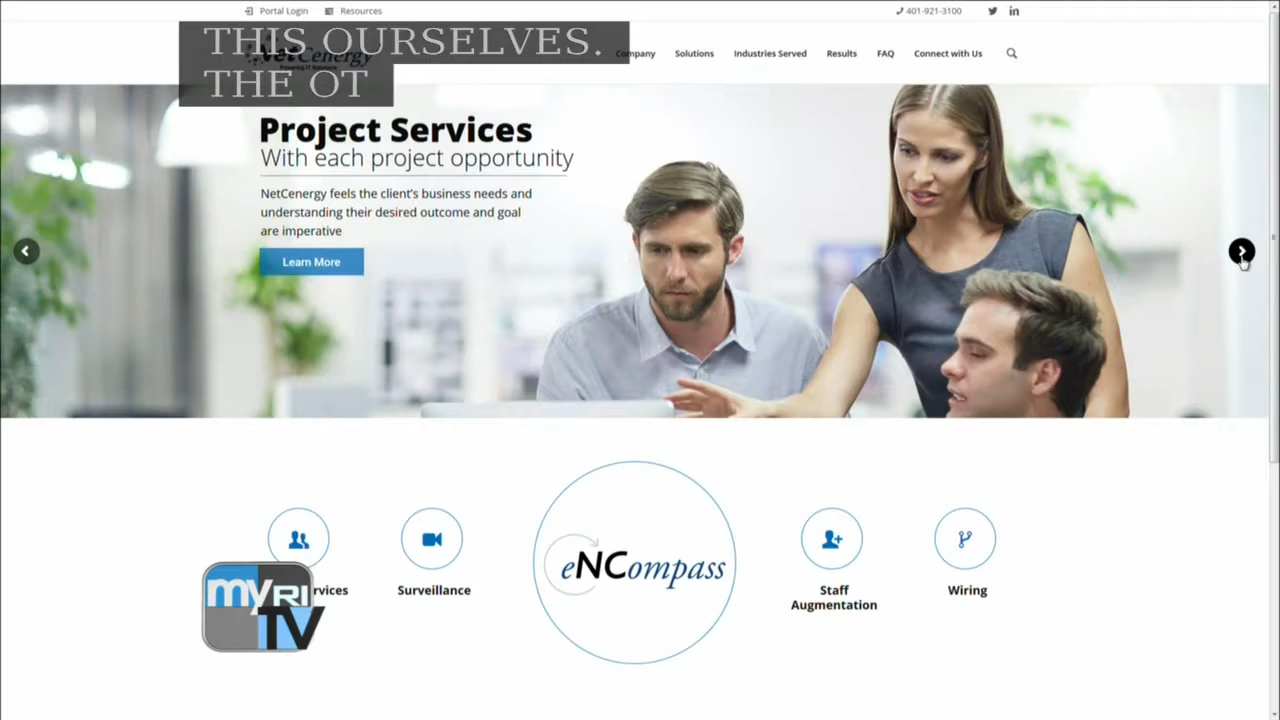 Portal Login Resources 401-921-3100
THIS OURSELVES.
THE OT
NetCenergy
Company Solutions Industries Served Results FAQ Connect with Us
Project Services
With each project opportunity
NetCenergy feels the client's business needs and
understanding their desired outcome and goal
are imperative
Learn More
eNCompass
rvices Surveillance Staff Augmentation Wiring
myRI
TV